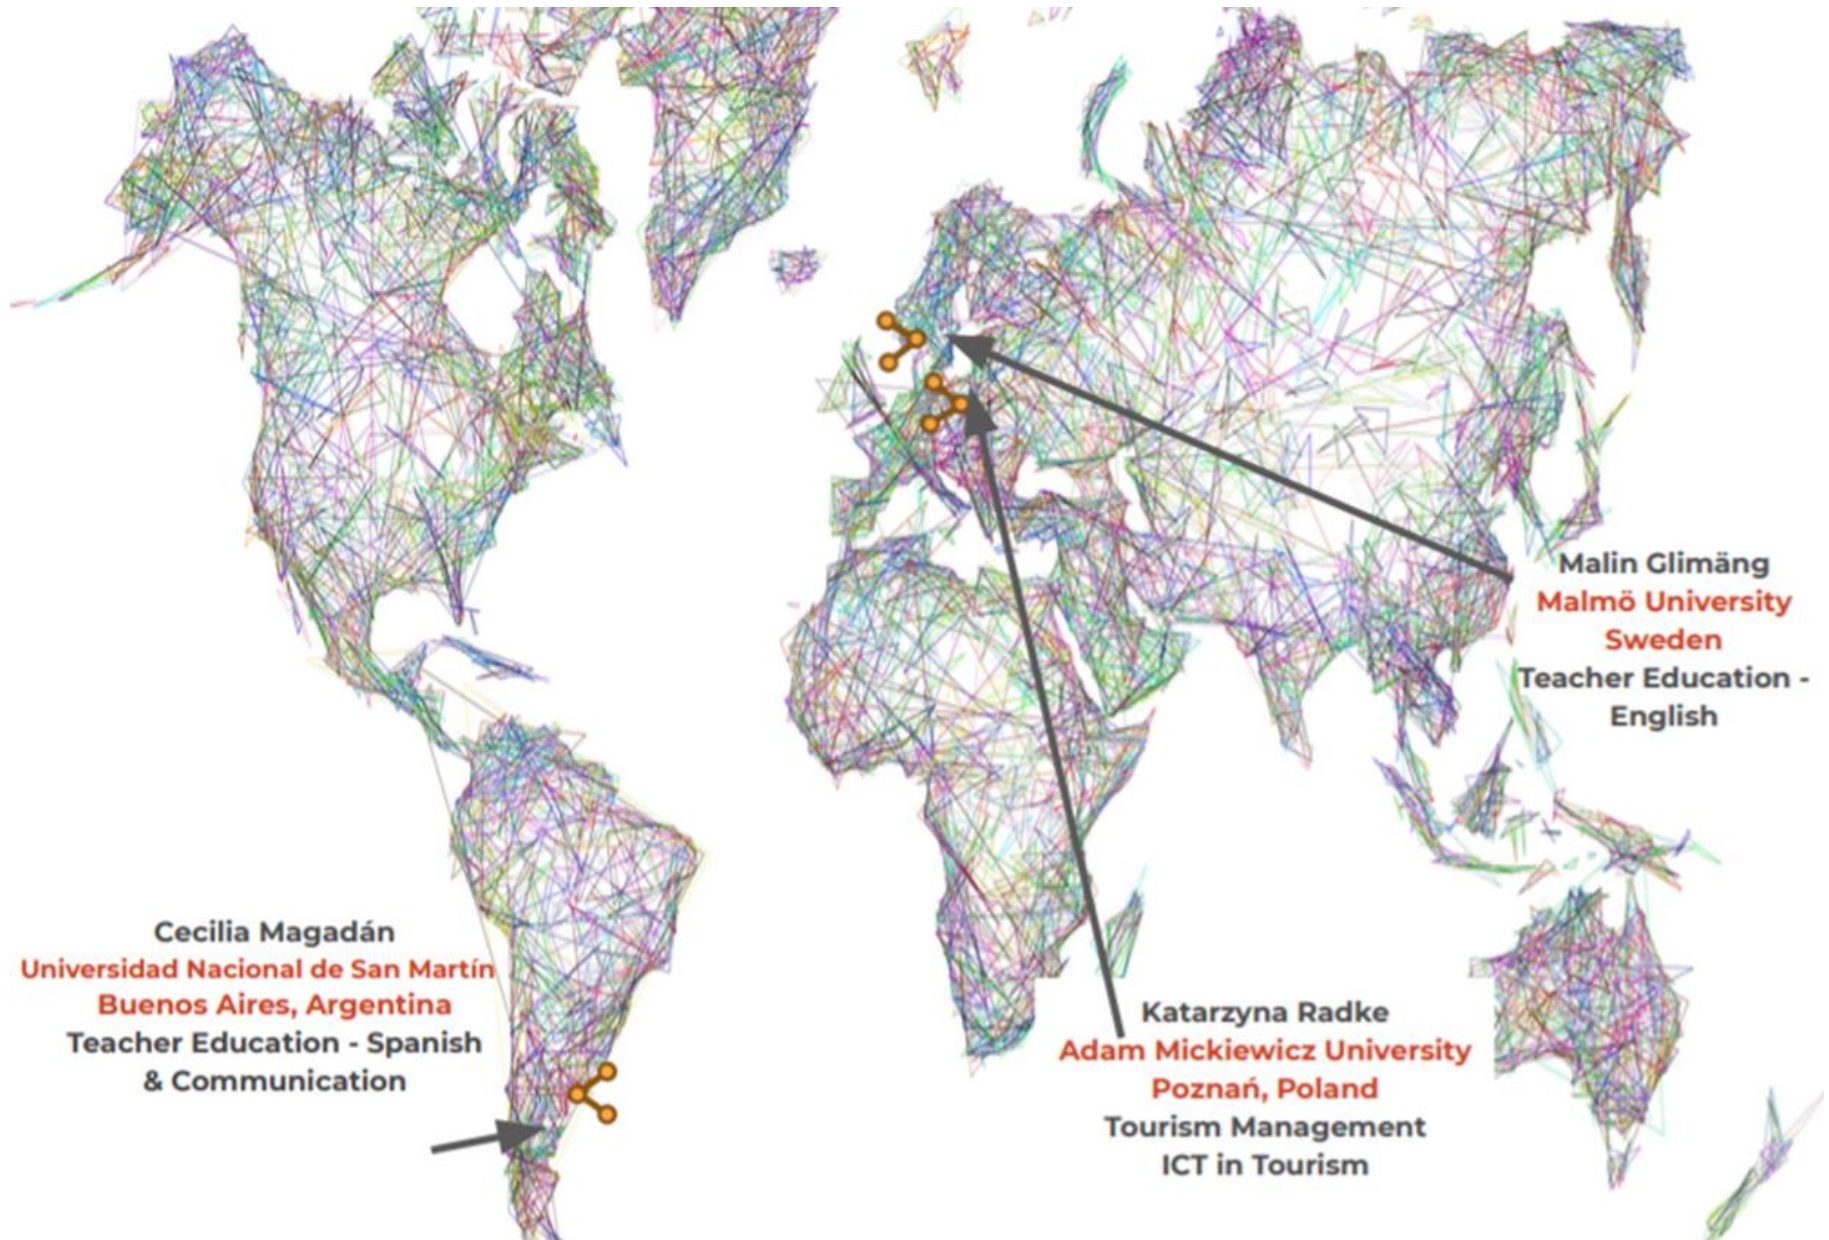 Malin Glimäng
Malmö University
Sweden
Teacher Education -
English
Cecilia Magadán
Universidad Nacional de San Martín
Buenos Aires, Argentina
Teacher Education - Spanish
& Communication
Katarzyna Radke
Adam Mickiewicz University
Poznań, Poland
Tourism Management
ICT in Tourism